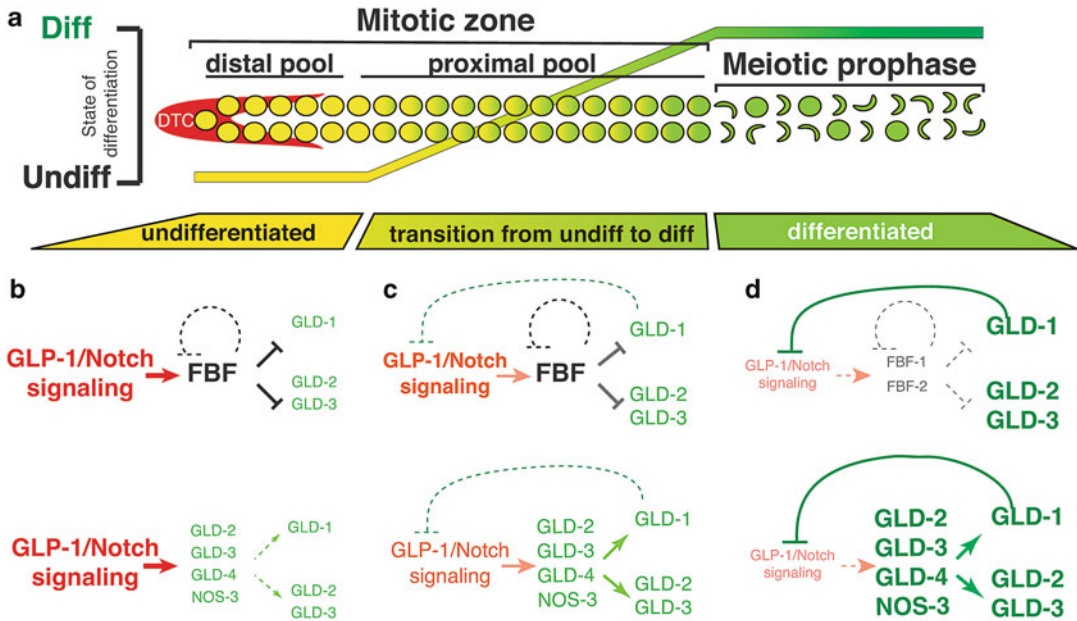 a
Diff
State of
differentiation
Undiff
Mitotic zone
distal pool
proximal pool
Meiotic prophase
DTC
undifferentiated
transition from undiff to diff
differentiated
b
GLD-1
GLP-1/Notch
signaling
FBF
GLD-2
GLD-3
GLP-1/Notch
signaling
GLD-2
GLD-3
GLD-4
NOS-3
GLD-1
GLD-2
GLD-3
c
GLD-1
GLP-1/Notch
signaling
FBF
GLD-2
GLD-3
GLP-1/Notch
signaling
GLD-2
GLD-3
GLD-4
NOS-3
GLD-1
GLD-2
GLD-3
d
GLD-1
GLP-1/Notch
signaling
FBF-1
FBF-2
GLD-2
GLD-3
GLP-1/Notch
signaling
GLD-2
GLD-3
GLD-4
NOS-3
GLD-1
GLD-2
GLD-3